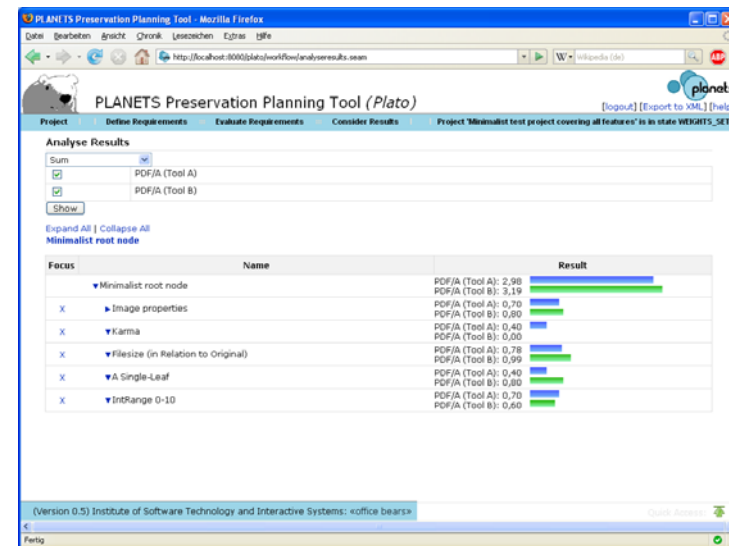 PLANETS Preservation Planning Tool - Mozilla Firefox
Datei Bearbeiten Ansicht Chronik Lesezeichen Extras Hilfe
http://localhost:8080/plato/workflow/analyseresults.seam
W Wikipedia (de)
ABP
planet
PLANETS Preservation Planning Tool (Plato)
[logout] [Export to XML] [help
Project Define Requirements Evaluate Requirements Consider Results Project 'Minimalist test project covering all features' is in state WEIGHTS_SET
Analyse Results
Sum
PDF/A (Tool A)
PDF/A (Tool B)
Show
Expand All | Collapse All
Minimalist root node
Focus Name Result
Minimalist root node PDF/A (Tool A): 2,98
PDF/A (Tool B): 3,19
X Image properties PDF/A (Tool A): 0,70
PDF/A (Tool B): 0,80
X Karma PDF/A (Tool A): 0,40
PDF/A (Tool B): 0,00
X Filesize (in Relation to Original) PDF/A (Tool A): 0,78
PDF/A (Tool B): 0,99
X A Single-Leaf PDF/A (Tool A): 0,40
PDF/A (Tool B): 0,80
X IntRange 0-10 PDF/A (Tool A): 0,70
PDF/A (Tool B): 0,60
(Version 0.5) Institute of Software Technology and Interactive Systems: «office bears»
Quick Access:
Fertig